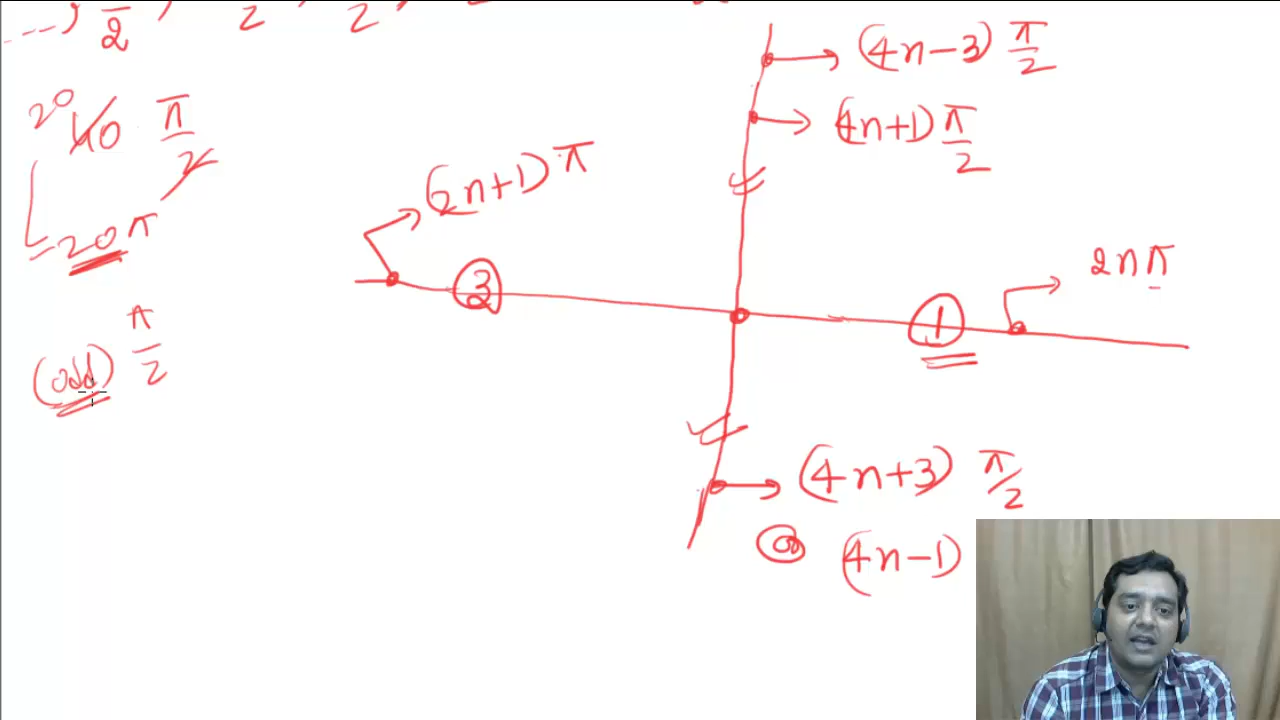 ---, π/2, /2, /2,
(4n-3) π/2
20
40 π/2
(4n+1) π/2
(2n+1) π
20π
2nπ
3
1
π/2
(odd)
(4n+3) π/2
or (4n-1)